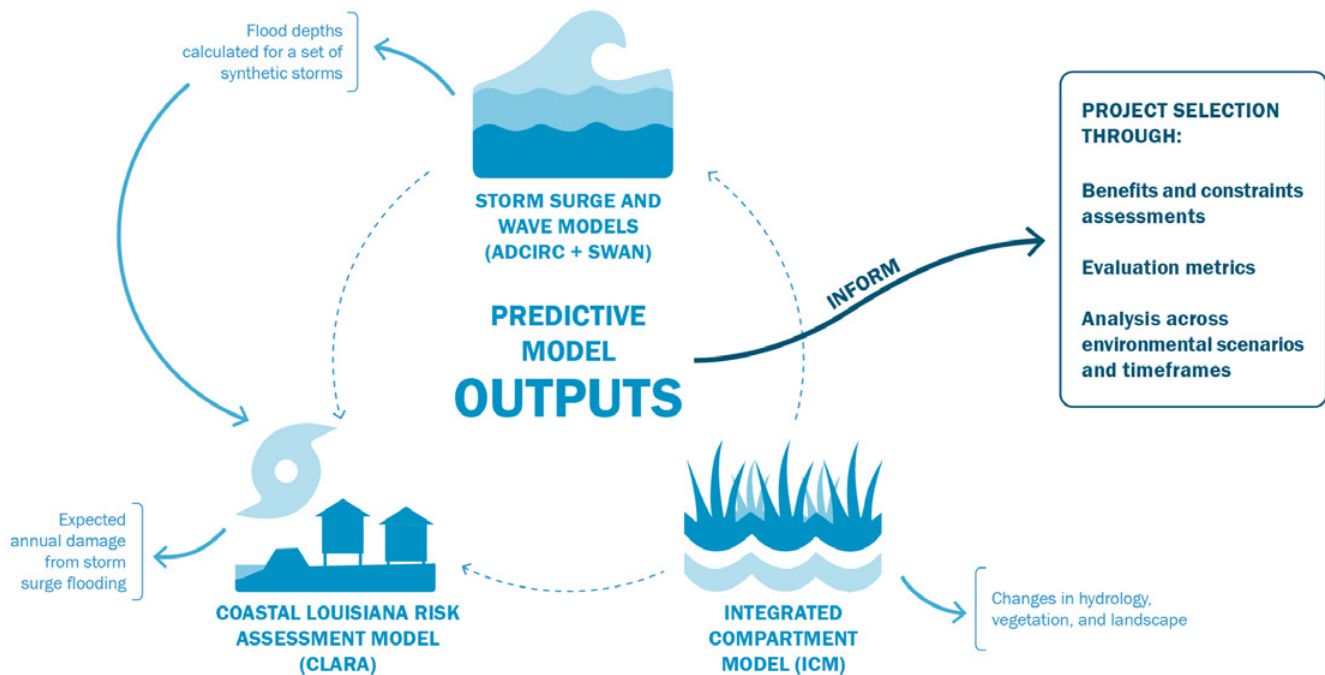 Flood depths
calculated for a set of
synthetic storms
STORM SURGE AND
WAVE MODELS
(ADCIRC + SWAN)
PREDICTIVE
MODEL
OUTPUTS
INFORM
PROJECT SELECTION
THROUGH:
Benefits and constraints
assessments
Evaluation metrics
Analysis across
environmental scenarios
and timeframes
Expected
annual damage
from storm
surge flooding
COASTAL LOUISIANA RISK
ASSESSMENT MODEL
(CLARA)
INTEGRATED
COMPARTMENT
MODEL (ICM)
Changes in hydrology,
vegetation, and landscape